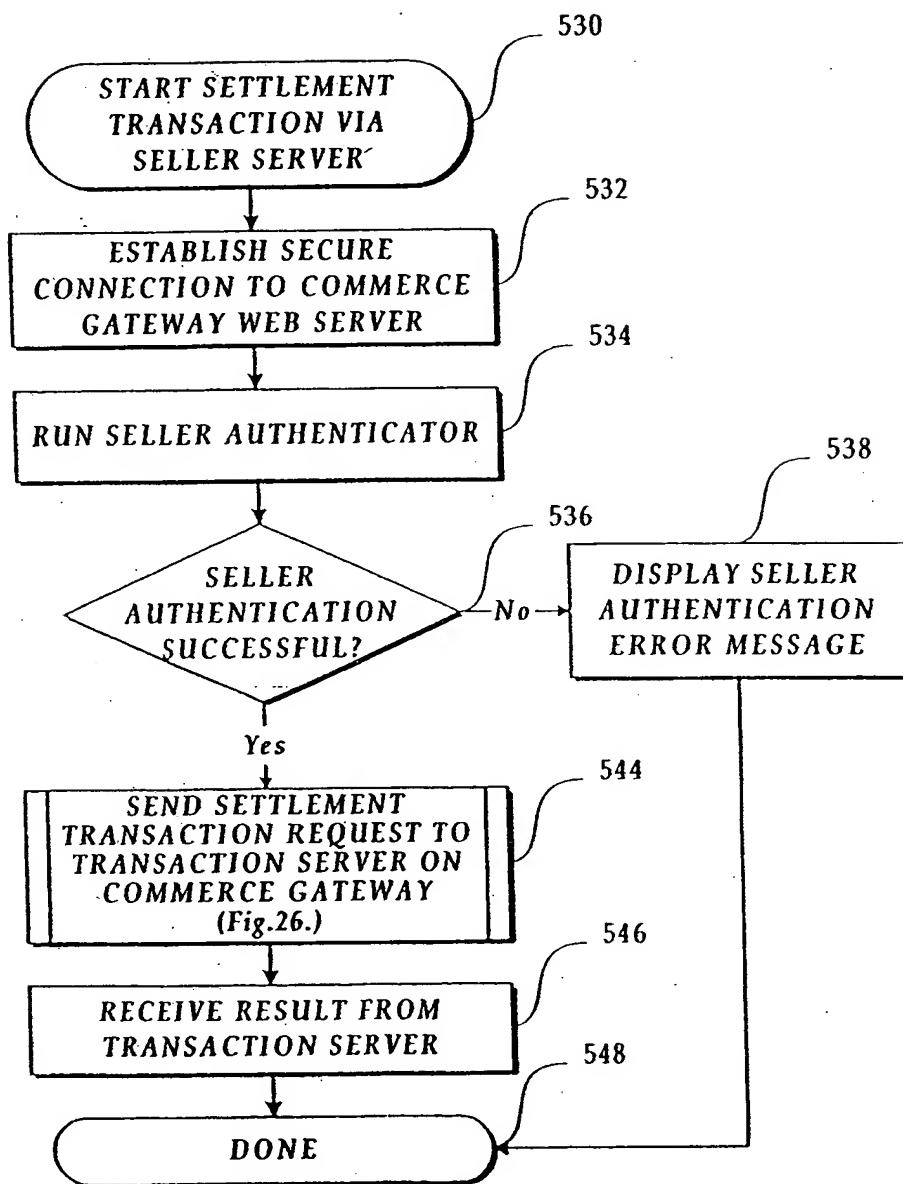 530
START SETTLEMENT
TRANSACTION VIA
SELLER SERVER
532
ESTABLISH SECURE
CONNECTION TO COMMERCE
GATEWAY WEB SERVER
534
RUN SELLER AUTHENTICATOR
536
SELLER
AUTHENTICATION
SUCCESSFUL?
No
538
DISPLAY SELLER
AUTHENTICATION
ERROR MESSAGE
Yes
544
SEND SETTLEMENT
TRANSACTION REQUEST TO
TRANSACTION SERVER ON
COMMERCE GATEWAY
(Fig.26.)
546
RECEIVE RESULT FROM
TRANSACTION SERVER
548
DONE